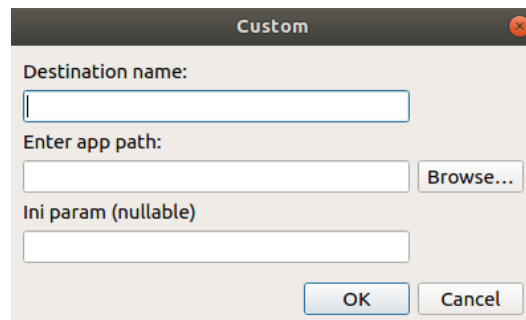 Custom
Destination name:
Enter app path:
Browse...
Ini param (nullable)
OK
Cancel